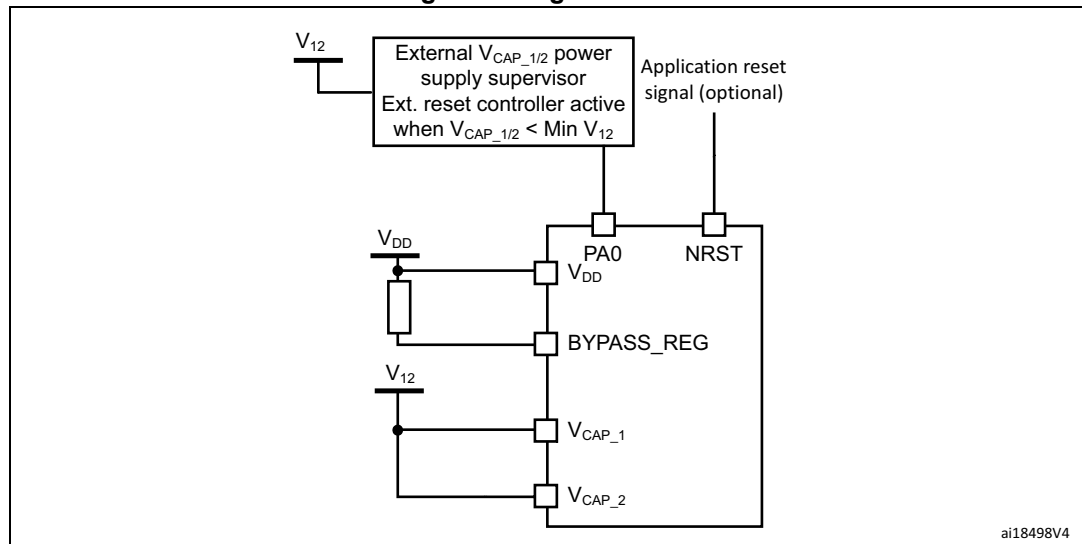 V12
External VCAP_1/2 power
supply supervisor
Ext. reset controller active
when VCAP_1/2 < Min V12
Application reset
signal (optional)
PA0
NRST
VDD
VDD
BYPASS_REG
V12
VCAP_1
VCAP_2
ai18498V4